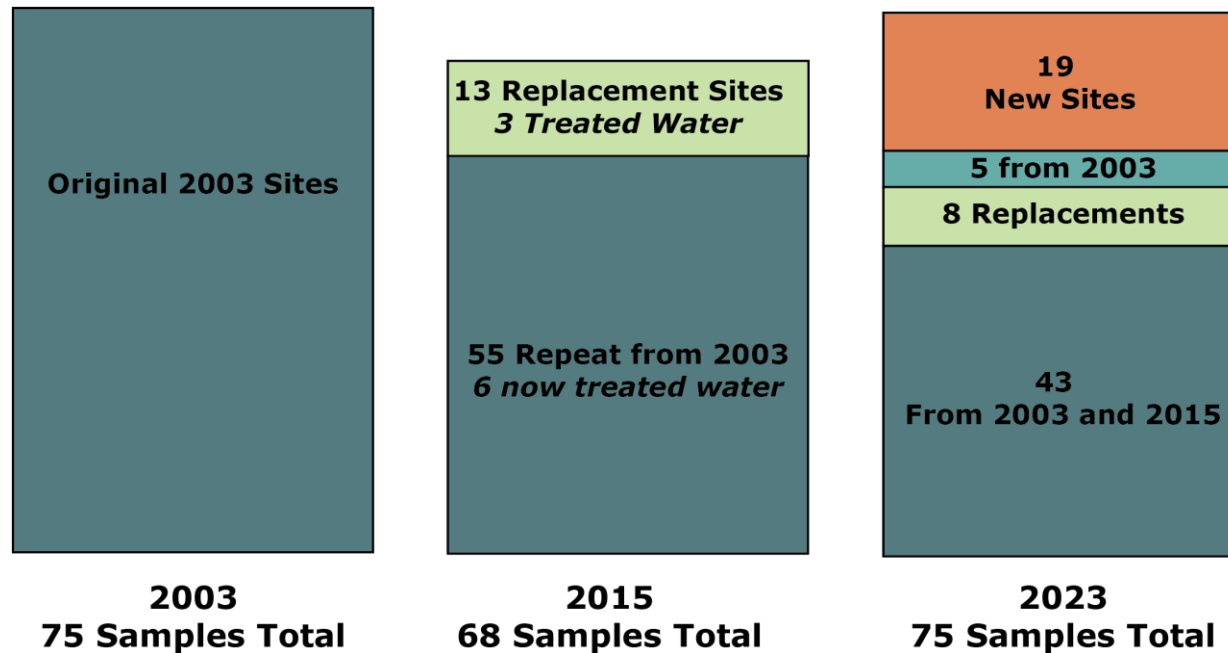 Original 2003 Sites
2003
75 Samples Total
13 Replacement Sites
3 Treated Water
55 Repeat from 2003
6 now treated water
2015
68 Samples Total
19
New Sites
5 from 2003
8 Replacements
43
From 2003 and 2015
2023
75 Samples Total